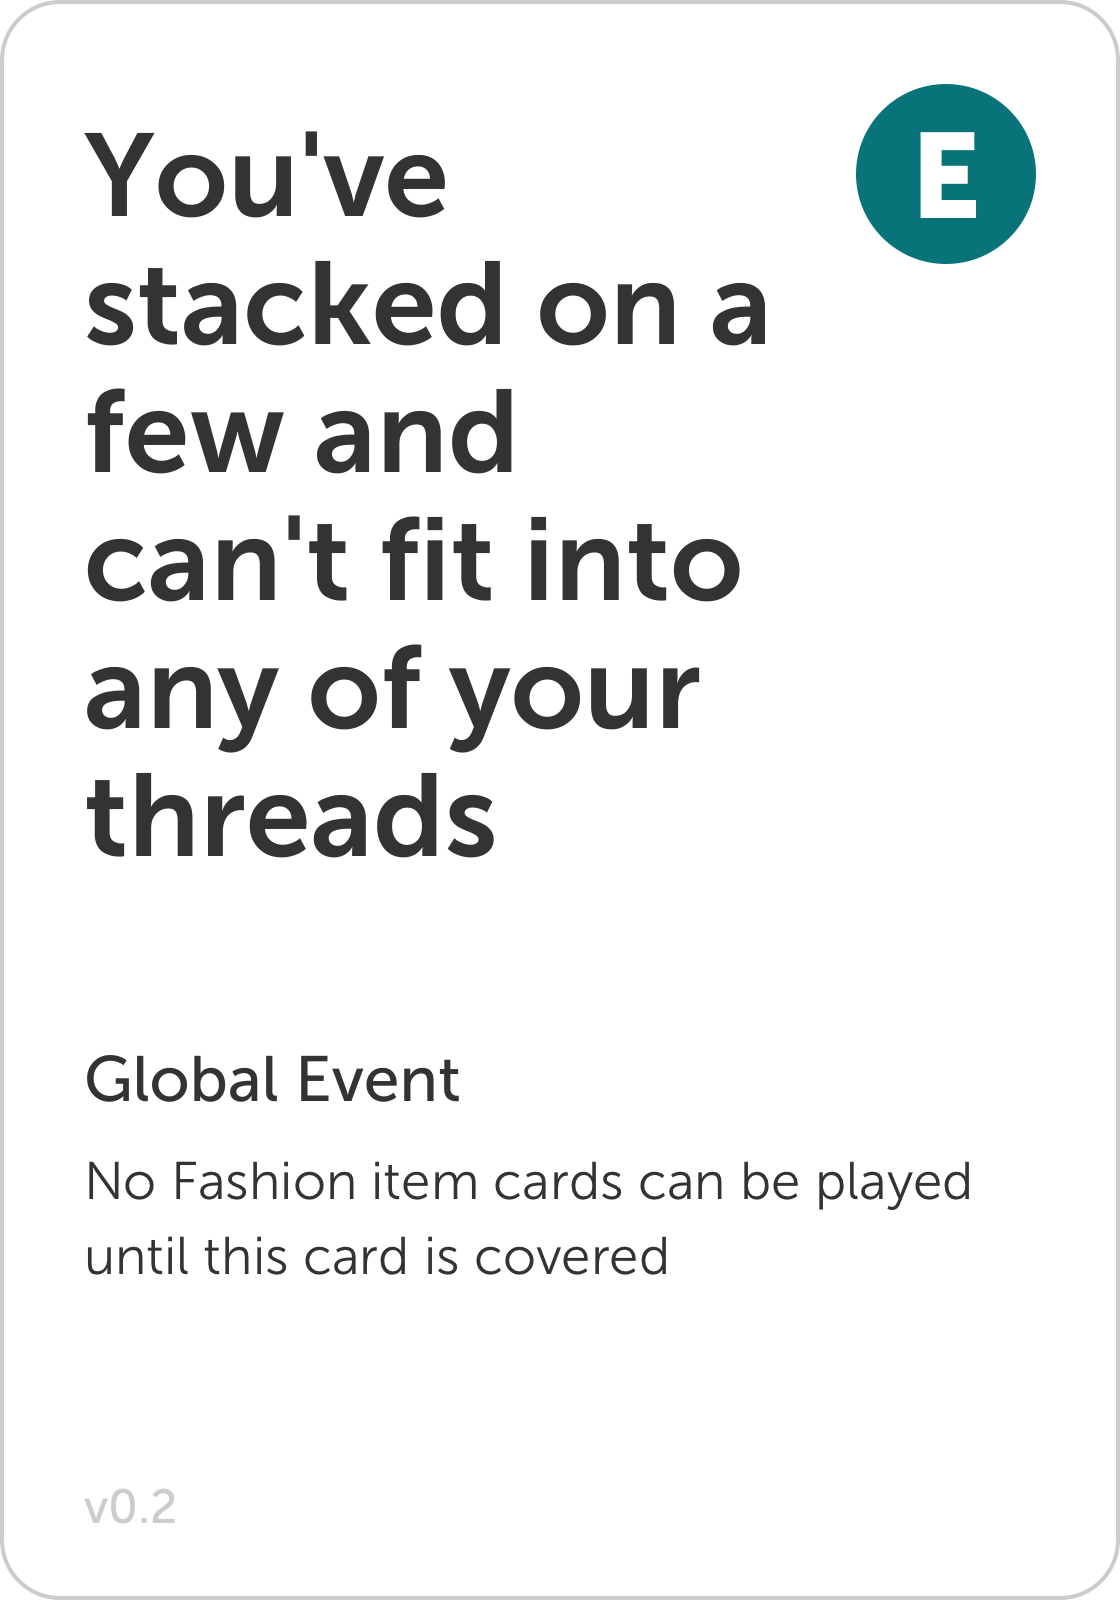 You've
E
stacked on a
few and
can't fit into
any of your
threads
Global Event
No Fashion item cards can be played
until this card is covered
v0.2